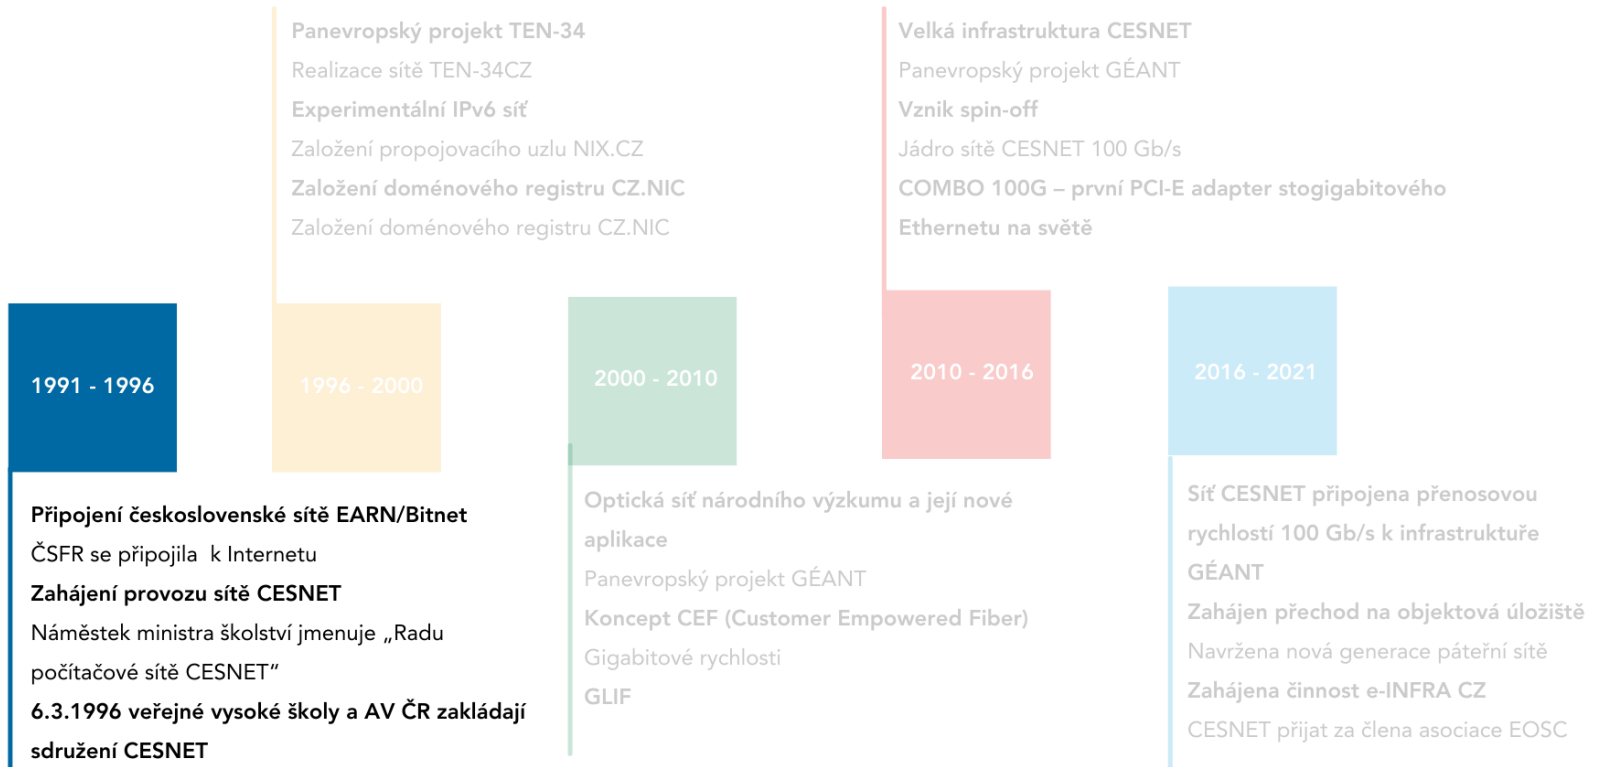 Panevropský projekt TEN-34
Realizace sítě TEN-34CZ
Experimentální IPv6 síť
Založení propojovacího uzlu NIX.CZ
Založení doménového registru CZ.NIC
Založení doménového registru CZ.NIC
Velká infrastruktura CESNET
Panevropský projekt GÉANT
Vznik spin-off
Jádro sítě CESNET 100 Gb/s
COMBO 100G – první PCI-E adapter stogigabitového
Ethernetu na světě
1991 - 1996
1996 - 2000
2000 - 2010
2010 - 2016
2016 - 2021
Připojení československé sítě EARN/Bitnet
ČSFR se připojila  k Internetu
Zahájení provozu sítě CESNET
Náměstek ministra školství jmenuje „Radu
počítačové sítě CESNET“
6.3.1996 veřejné vysoké školy a AV ČR zakládají
sdružení CESNET
Optická síť národního výzkumu a její nové
aplikace
Panevropský projekt GÉANT
Koncept CEF (Customer Empowered Fiber)
Gigabitové rychlosti
GLIF
Síť CESNET připojena přenosovou
rychlostí 100 Gb/s k infrastruktuře
GÉANT
Zahájen přechod na objektová úložiště
Navržena nová generace páteřní sítě
Zahájena činnost e-INFRA CZ
CESNET přijat za člena asociace EOSC